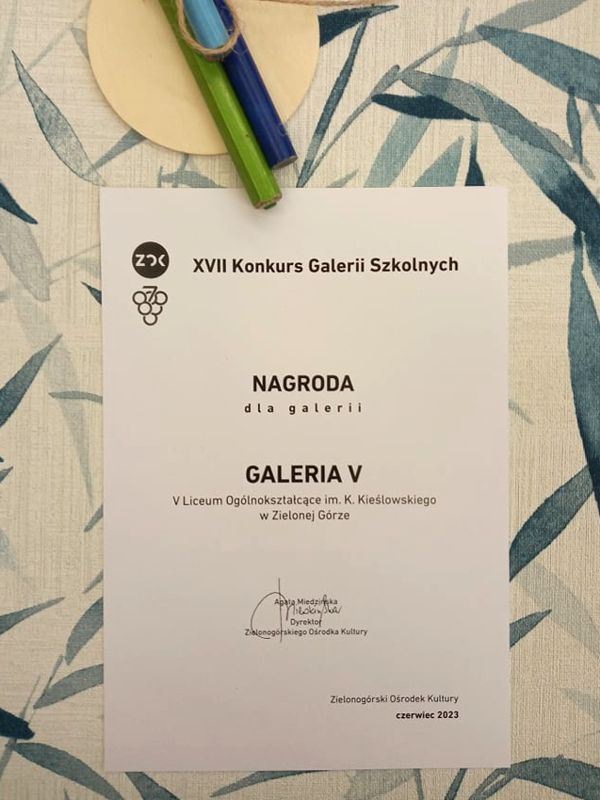 ZOK
XVII Konkurs Galerii Szkolnych
NAGRODA
dla galerii
GALERIA V
V Liceum Ogólnokształcące im. K. Kieślowskiego
w Zielonej Górze
Agata Miedzińska
Dyrektor
Zielonogórskiego Ośrodka Kultury
Zielonogórski Ośrodek Kultury
czerwiec 2023